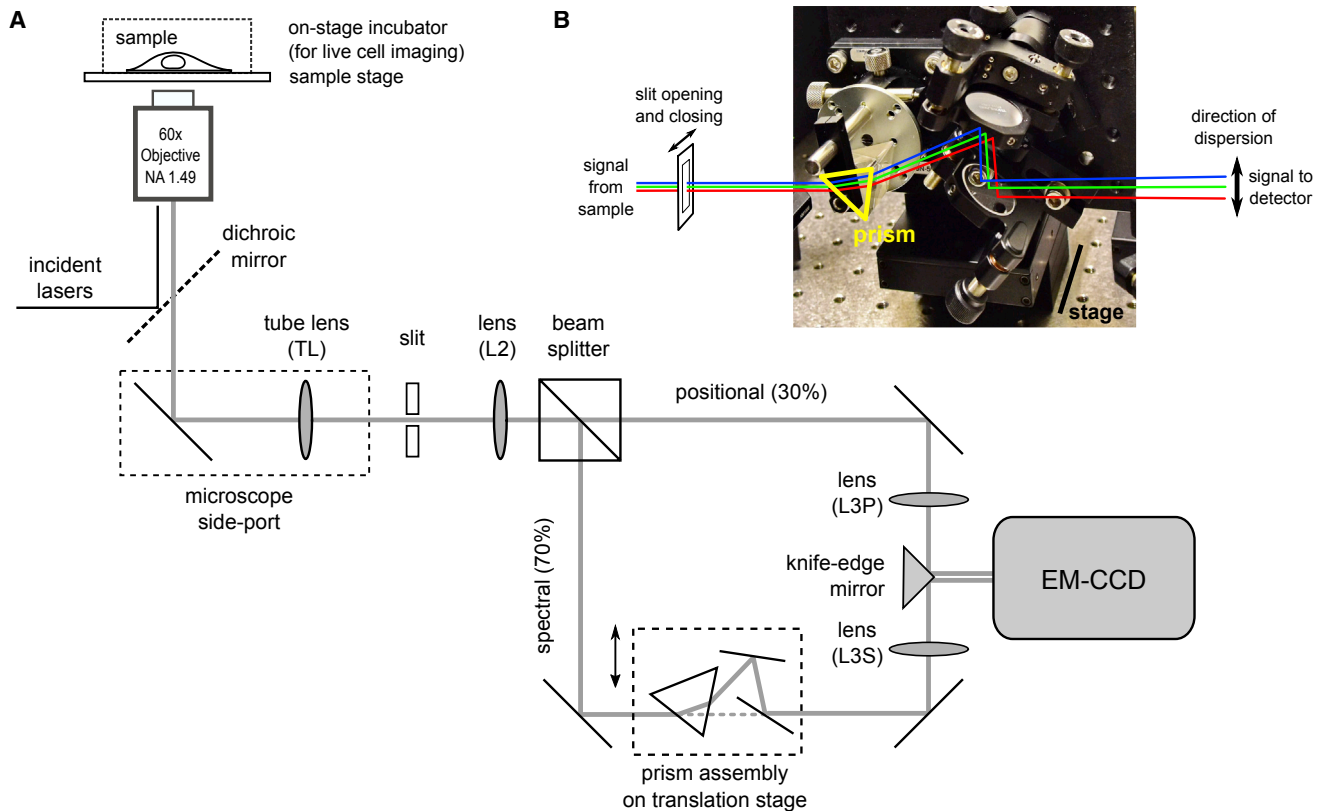 A
sample
on-stage incubator
(for live cell imaging)
sample stage
60x
Objective
NA 1.49
dichroic
mirror
incident
lasers
tube lens
(TL)
slit
lens
(L2)
beam
splitter
microscope
side-port
positional (30%)
spectral (70%)
lens
(L3P)
knife-edge
mirror
EM-CCD
lens
(L3S)
prism assembly
on translation stage
B
slit opening
and closing
signal
from
sample
prism
stage
direction of
dispersion
signal to
detector